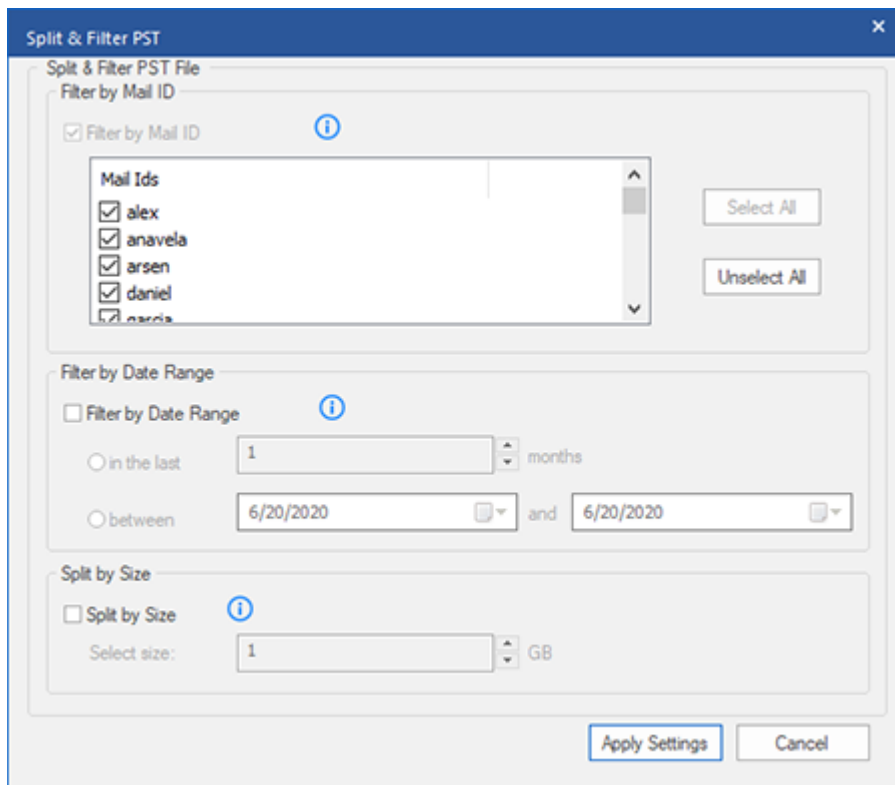 Split & Filter PST
Split & Filter PST File
Filter by Mail ID
Filter by Mail ID
Mail Ids
alex
anavela
arsen
daniel
garcia
Select All
Unselect All
Filter by Date Range
Filter by Date Range
in the last 1 months
between 6/20/2020 and 6/20/2020
Split by Size
Split by Size
Select size: 1 GB
Apply Settings Cancel